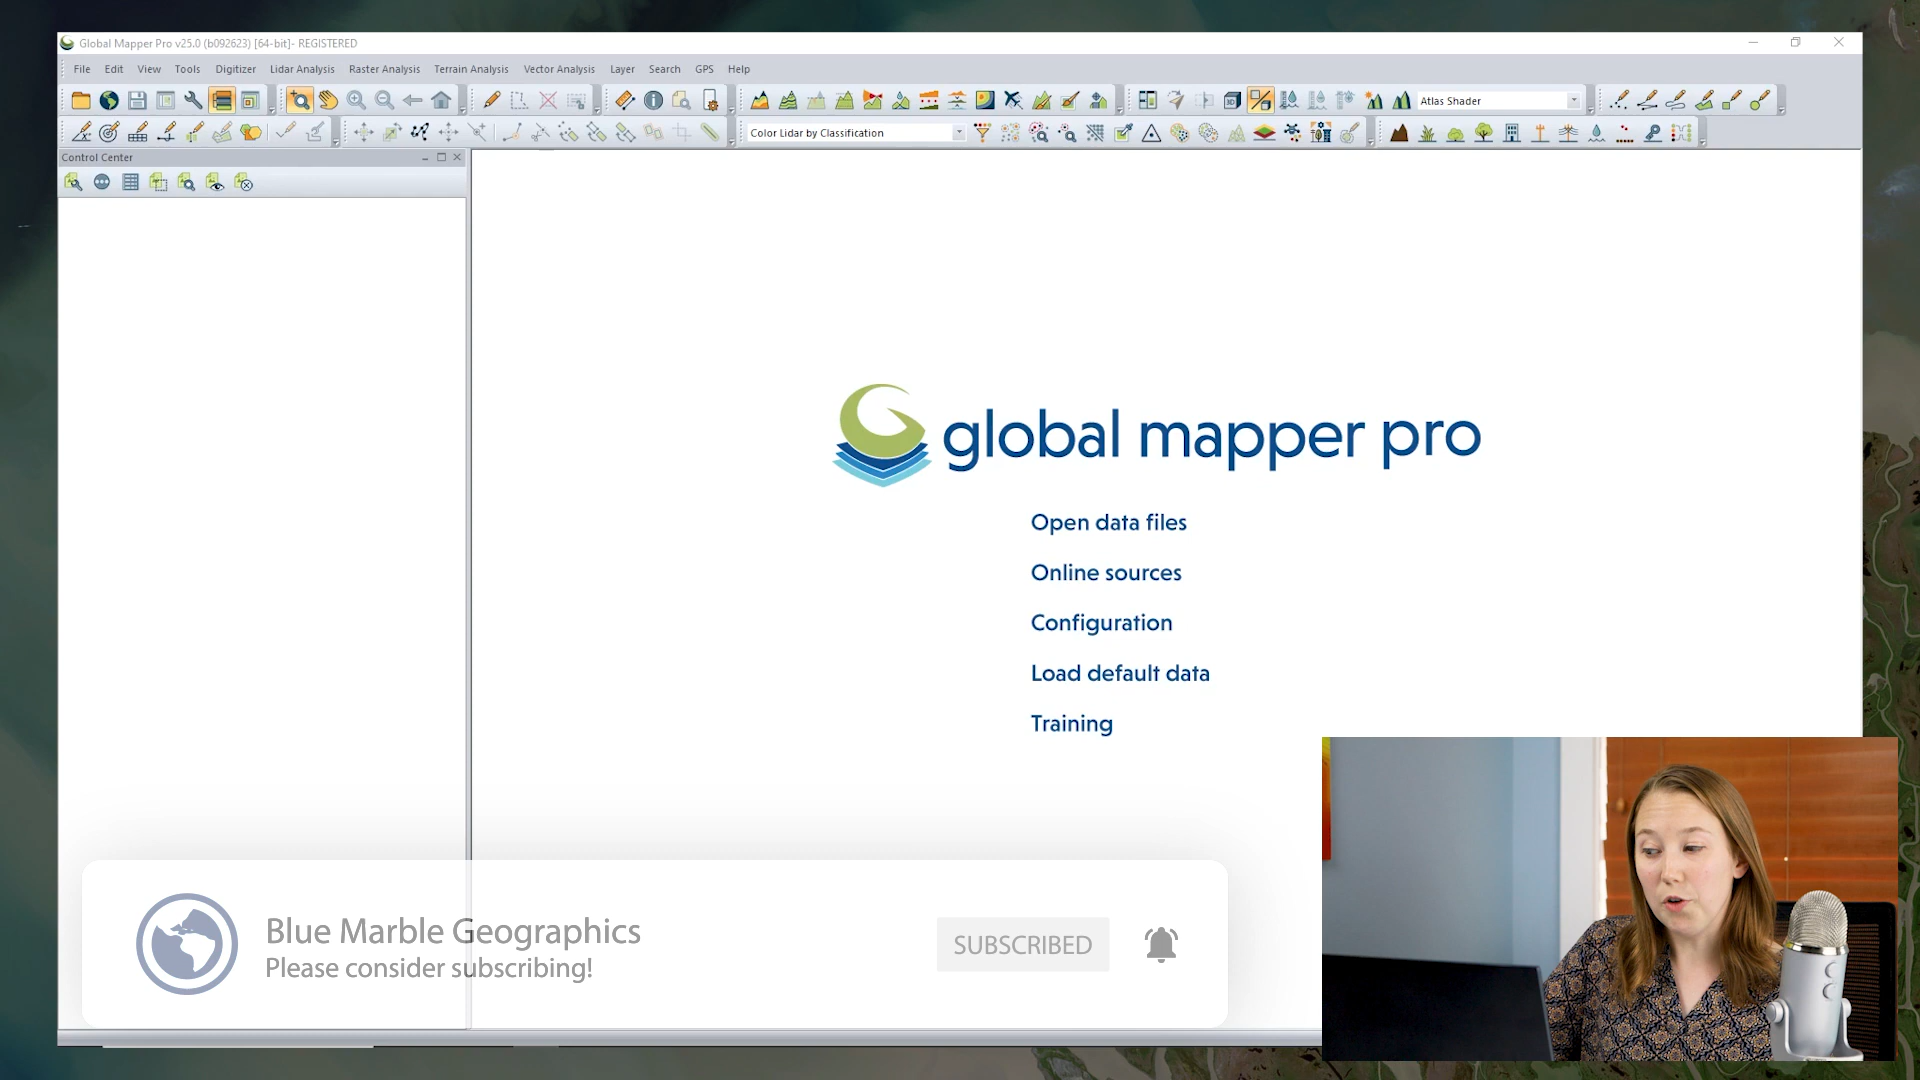 Global Mapper Pro v25.0 (b092623) [64-bit]- REGISTERED
File Edit View Tools Digitizer Lidar Analysis Raster Analysis Terrain Analysis Vector Analysis Layer Search GPS Help
3D Atlas Shader
Color Lidar by Classification
Control Center
global mapper pro
Open data files
Online sources
Configuration
Load default data
Training
Blue Marble Geographics
Please consider subscribing!
SUBSCRIBED